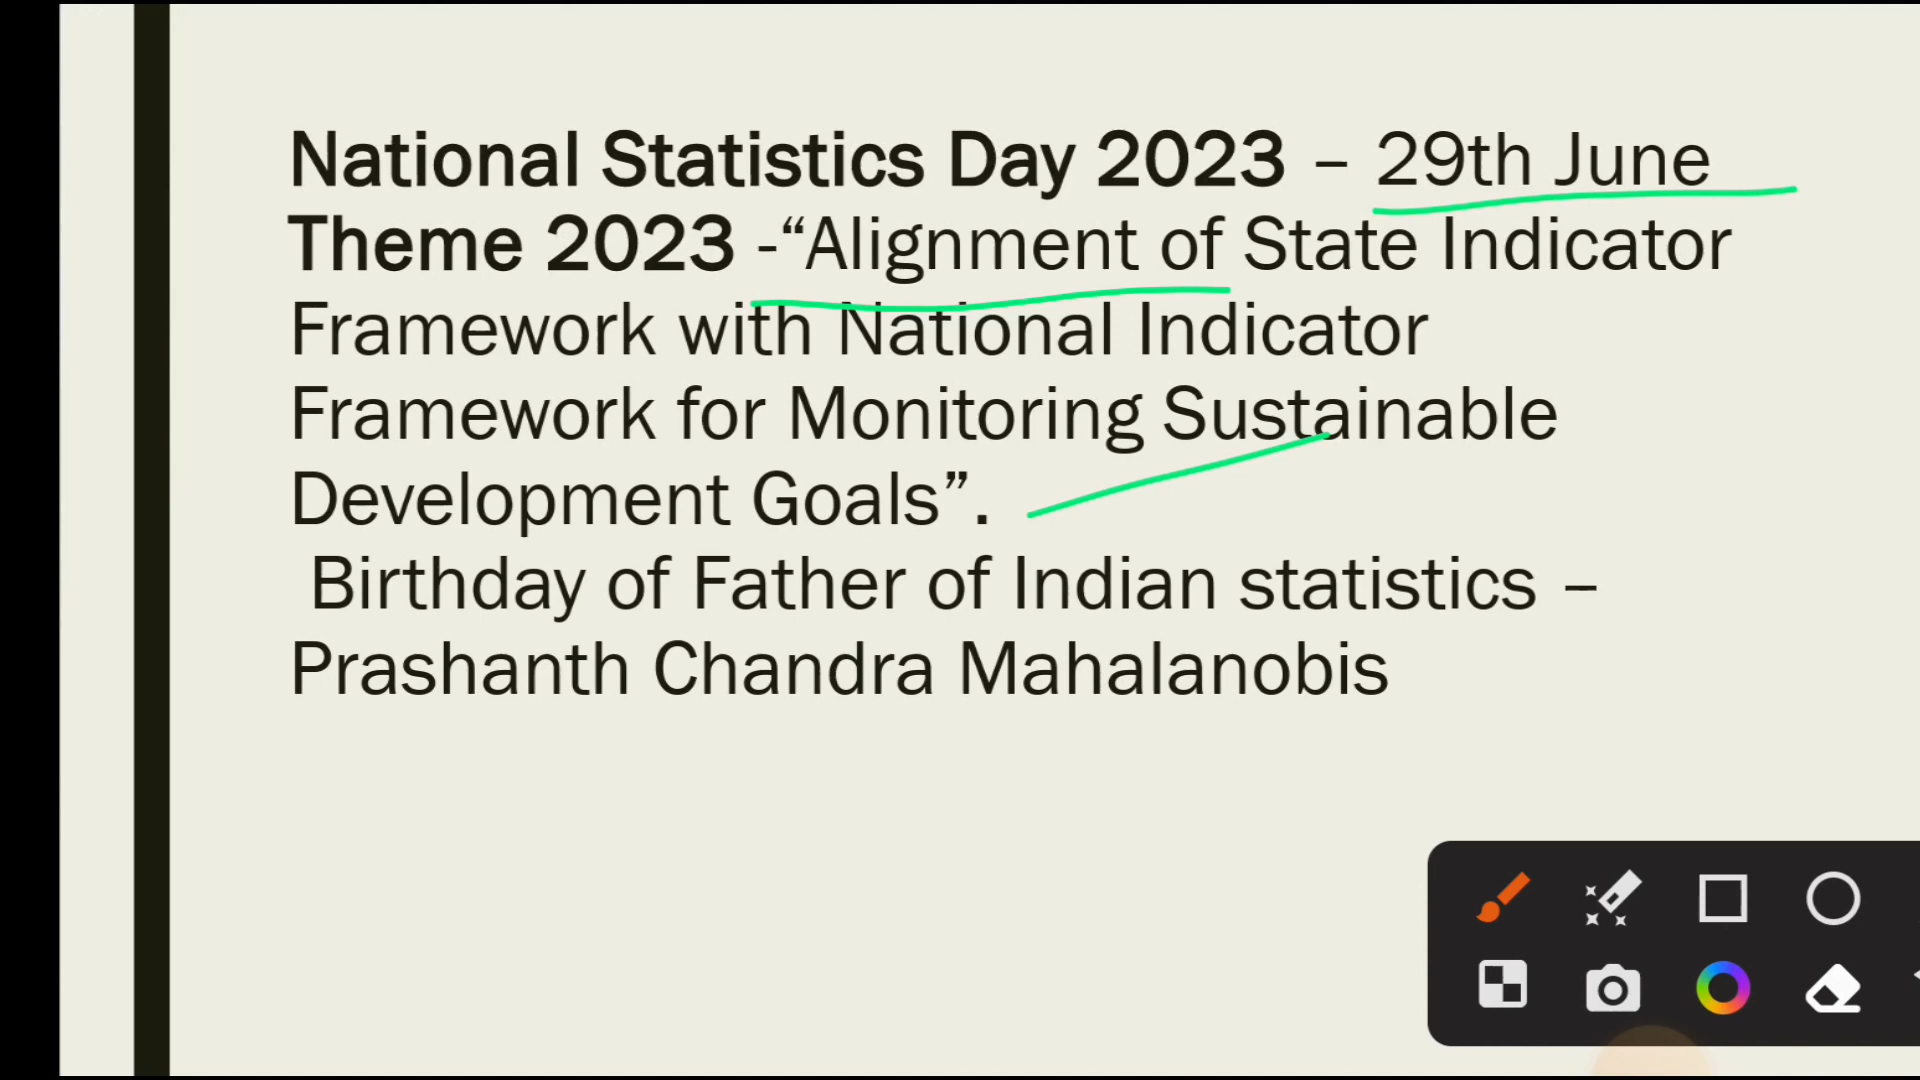 National Statistics Day 2023 – 29th June
Theme 2023 -“Alignment of State Indicator
Framework with National Indicator
Framework for Monitoring Sustainable
Development Goals”.
Birthday of Father of Indian statistics –
Prashanth Chandra Mahalanobis